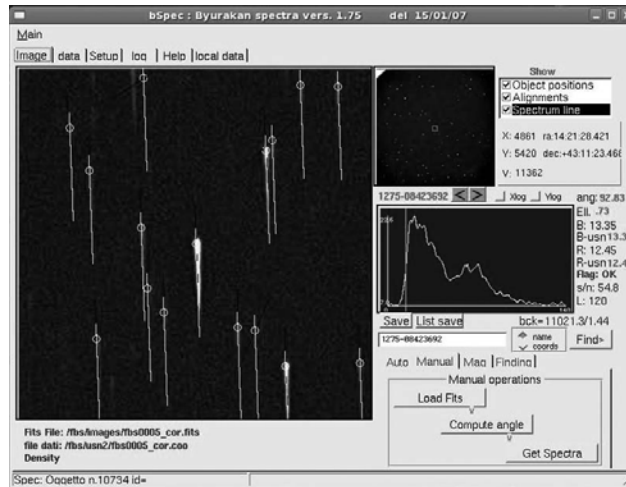 bSpec : Byurakan spectra vers. 1.75 del 15/01/07
Main
Image data Setup log Help local data
Show
Object positions
Alignments
Spectrum line
X: 4861 ra:14:21:28.421
Y: 5420 dec:+43:11:23.468
V: 11362
1275-08423692 < > Xlog Ylog
ang: 92.83
Ell. .73
B: 13.35
B-usn13.3
R: 12.45
R-usn12.4
Flag: OK
s/n: 54.8
L: 120
Save List save bck=11021.3/1.44
1275-08423692 name coords Find>
Auto Manual Mag Finding
Manual operations
Load Fits
Compute angle
Get Spectra
Fits File: /fbs/images/fbs0005_cor.fits
file dati: /fbs/usn2/fbs0005_cor.coo
Density
Spec: Oggetto n.10734 id=